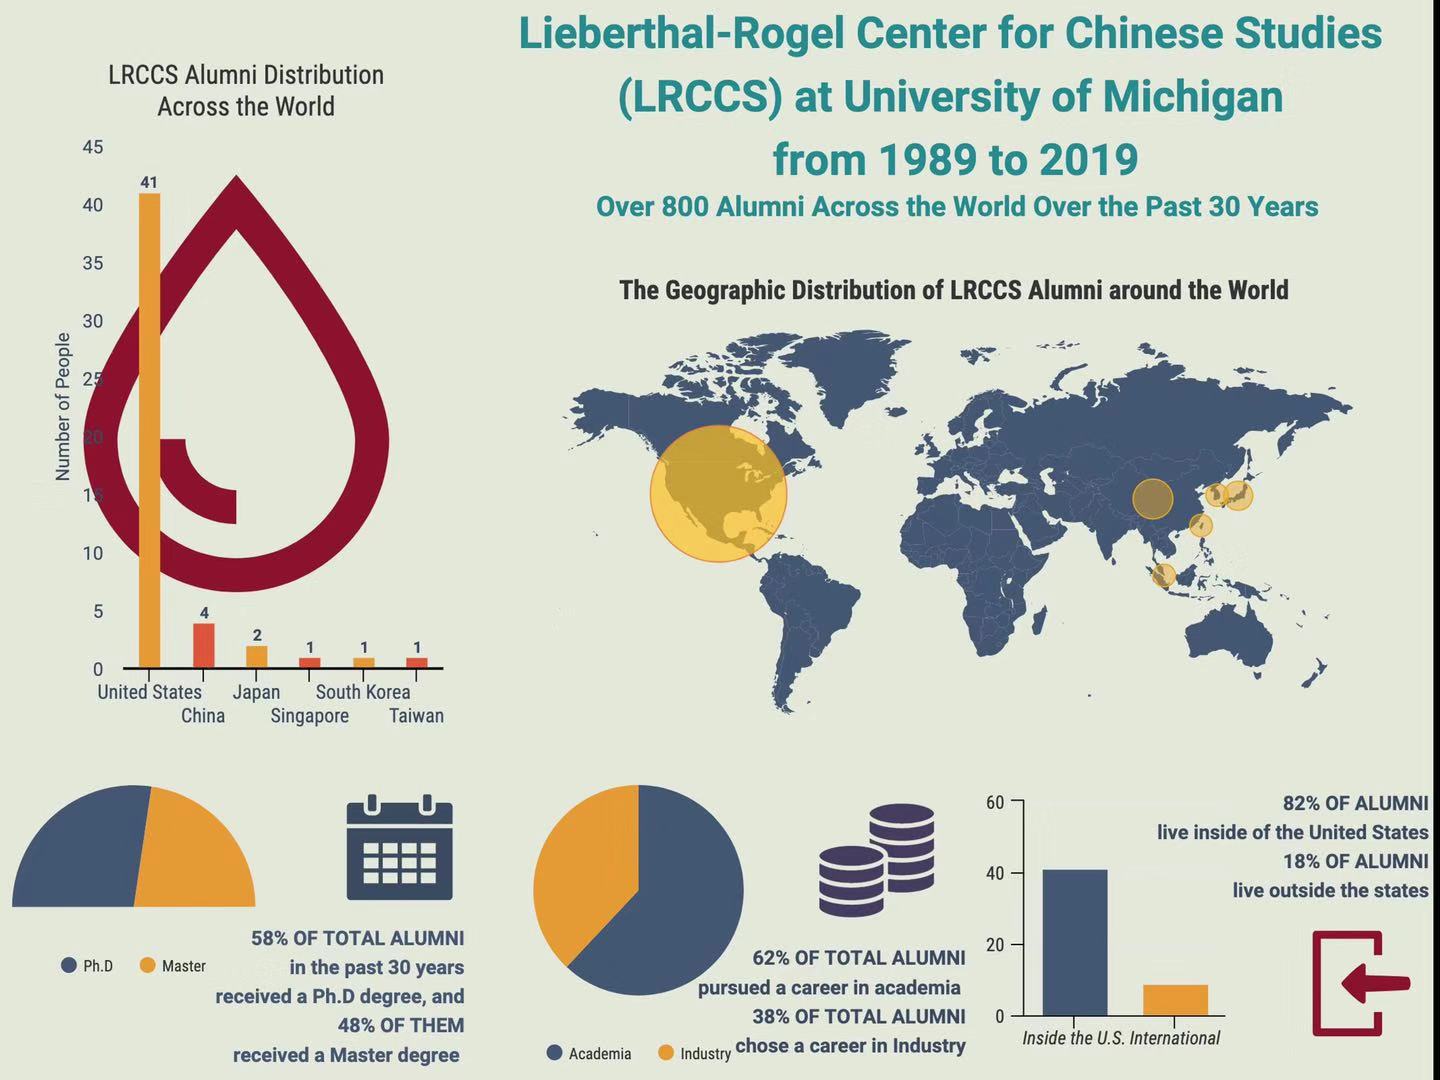 Lieberthal-Rogel Center for Chinese Studies
(LRCCS) at University of Michigan
from 1989 to 2019
Over 800 Alumni Across the World Over the Past 30 Years
LRCCS Alumni Distribution
Across the World
Number of People
45
40
35
30
25
20
15
10
5
0
41
4
2
1
1
1
United States
China
Japan
Singapore
South Korea
Taiwan
The Geographic Distribution of LRCCS Alumni around the World
Ph.D
Master
58% OF TOTAL ALUMNI
in the past 30 years
received a Ph.D degree, and
48% OF THEM
received a Master degree
Academia
Industry
62% OF TOTAL ALUMNI
pursued a career in academia
38% OF TOTAL ALUMNI
chose a career in Industry
60
40
20
0
Inside the U.S.
International
82% OF ALUMNI
live inside of the United States
18% OF ALUMNI
live outside the states